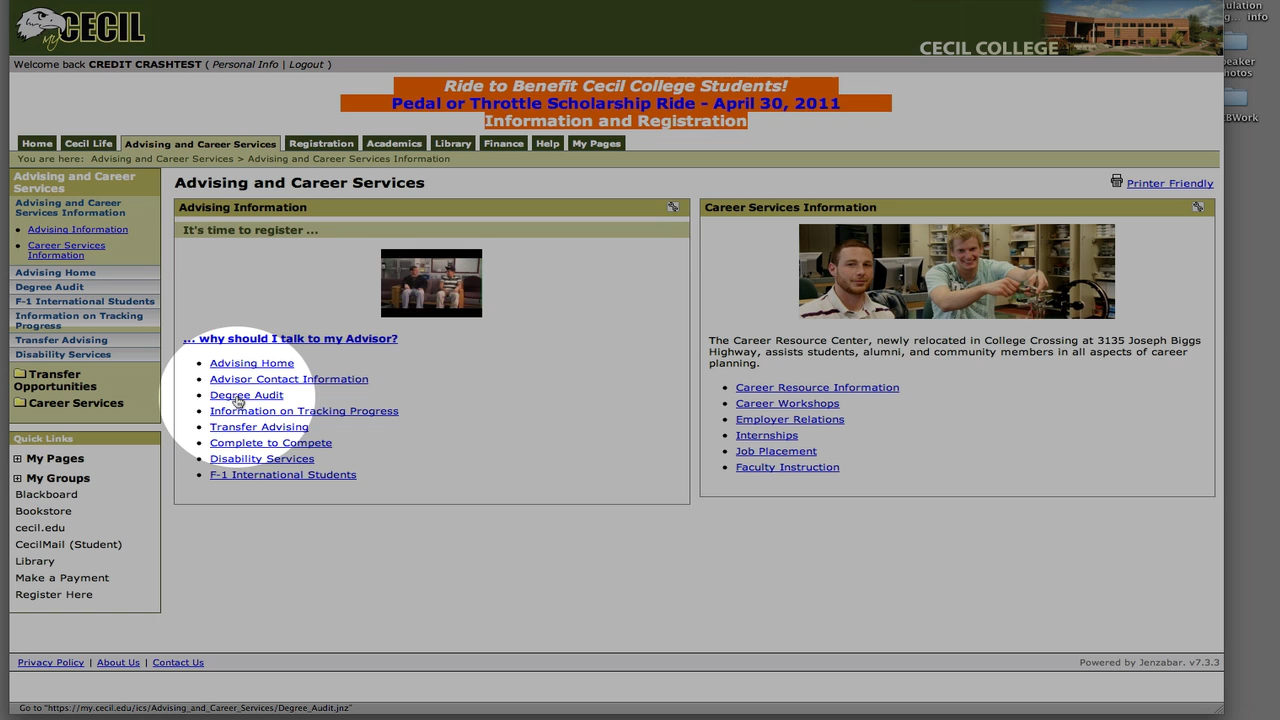 my CECIL
CECIL COLLEGE
Welcome back CREDIT CRASHTEST ( Personal Info | Logout )
Ride to Benefit Cecil College Students!
Pedal or Throttle Scholarship Ride - April 30, 2011
Information and Registration
Home Cecil Life Advising and Career Services Registration Academics Library Finance Help My Pages
You are here: Advising and Career Services > Advising and Career Services Information
Advising and Career
Services
Advising and Career
Services Information
Advising Information
Career Services
Information
Advising Home
Degree Audit
F-1 International Students
Information on Tracking
Progress
Transfer Advising
Disability Services
Transfer
Opportunities
Career Services
Quick Links
My Pages
My Groups
Blackboard
Bookstore
cecil.edu
CecilMail (Student)
Library
Make a Payment
Register Here
Advising and Career Services
Printer Friendly
Advising Information
It's time to register ...
... why should I talk to my Advisor?
Advising Home
Advisor Contact Information
Degree Audit
Information on Tracking Progress
Transfer Advising
Complete to Compete
Disability Services
F-1 International Students
Career Services Information
The Career Resource Center, newly relocated in College Crossing at 3135 Joseph Biggs
Highway, assists students, alumni, and community members in all aspects of career
planning.
Career Resource Information
Career Workshops
Employer Relations
Internships
Job Placement
Faculty Instruction
Privacy Policy | About Us | Contact Us
Powered by Jenzabar. v7.3.3
Go to "https://my.cecil.edu/ics/Advising_and_Career_Services/Degree_Audit.jnz"
ulation
g... info
eaker
hotos
EBWork